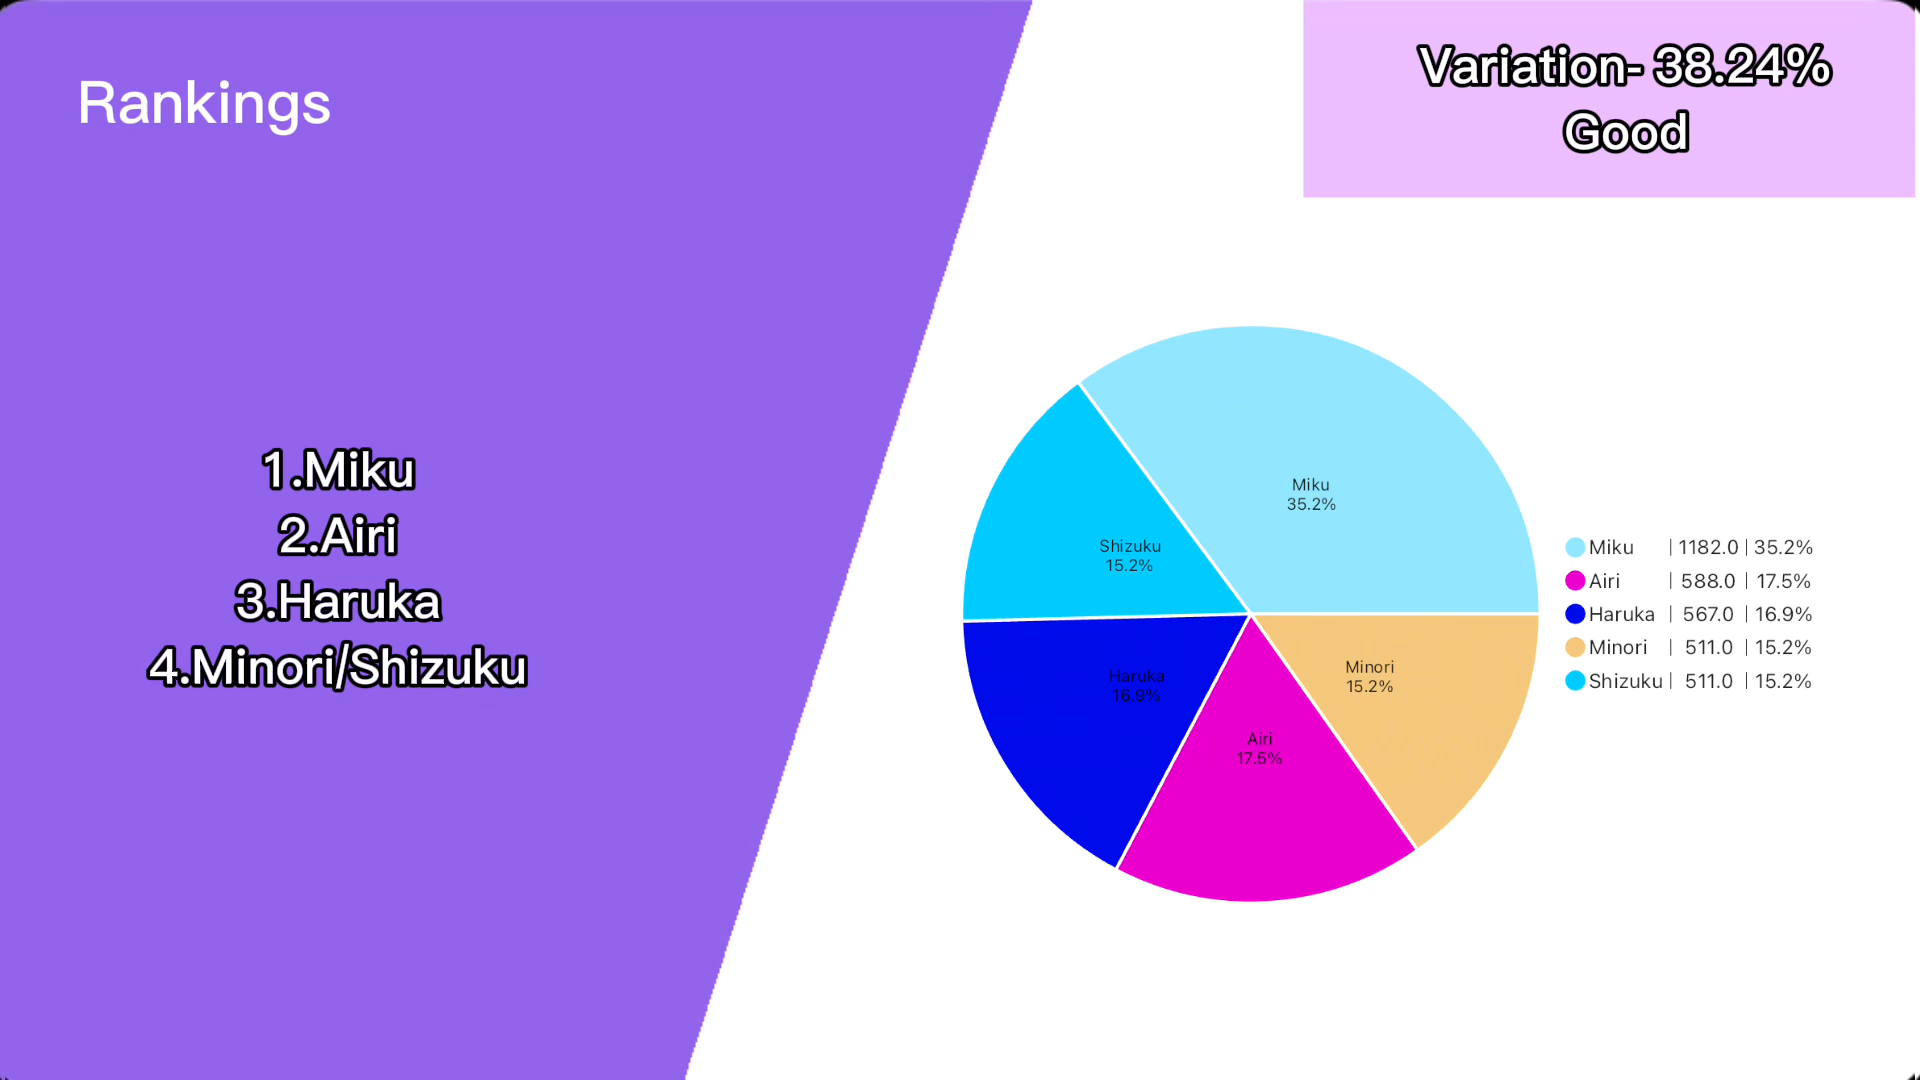 Rankings
Variation- 38.24%
Good
1.Miku
2.Airi
3.Haruka
4.Minori/Shizuku
Miku
35.2%
Shizuku
15.2%
Haruka
16.9%
Minori
15.2%
Airi
17.5%
Miku | 1182.0 | 35.2%
Airi | 588.0 | 17.5%
Haruka | 567.0 | 16.9%
Minori | 511.0 | 15.2%
Shizuku | 511.0 | 15.2%